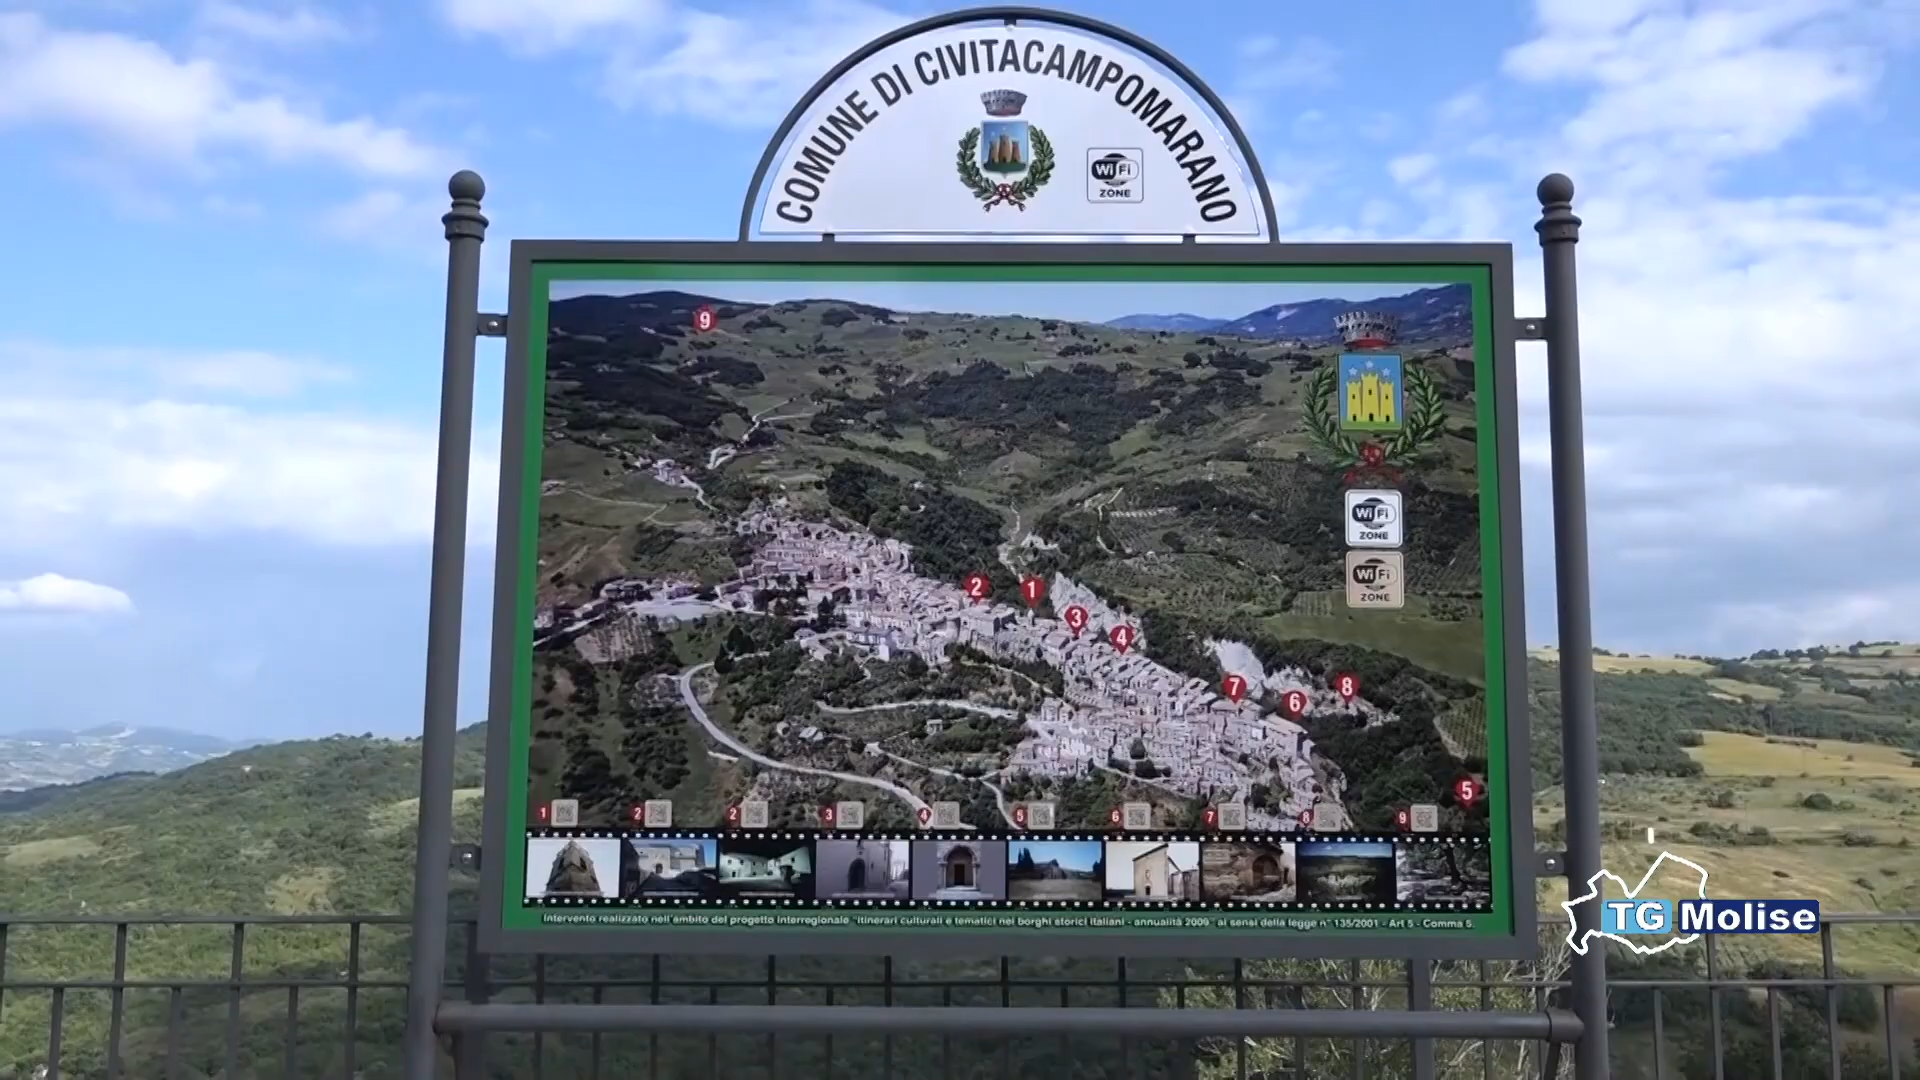 COMUNE DI CIVITACAMPOMARANO
WiFi
ZONE
9
WiFi
ZONE
WiFi
ZONE
2 1
3
4
7 6 8
5
1 2 2 3 4 5 6 7 8 9
Intervento realizzato nell'ambito del progetto interregionale "itinerari culturali e tematici nei borghi storici italiani - annualità 2009" ai sensi della legge n° 135/2001 - Art 5 - Comma 5.
TG Molise